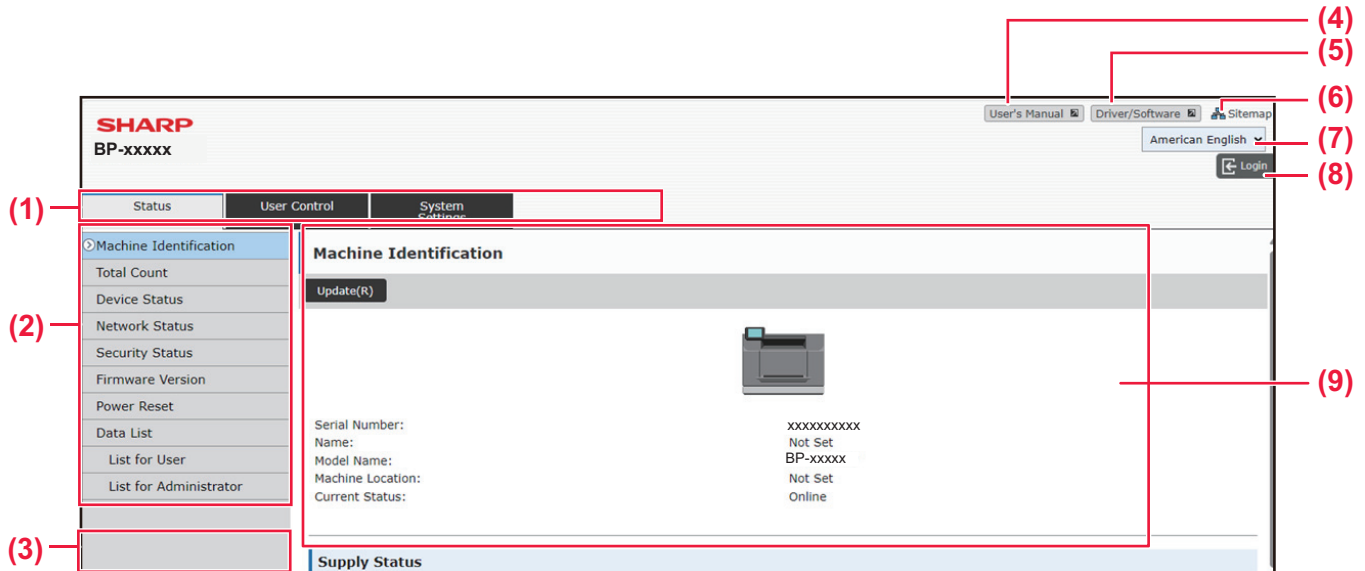 (4)
(5)
(6)
(7)
(8)
SHARP
BP-xxxxx
User's Manual
Driver/Software
Sitemap
American English
Login
(1)
Status
User Control
System
Settings
(2)
Machine Identification
Total Count
Device Status
Network Status
Security Status
Firmware Version
Power Reset
Data List
List for User
List for Administrator
(3)
Machine Identification
Update(R)
(9)
Serial Number: xxxxxxxxxx
Name: Not Set
Model Name: BP-xxxxx
Machine Location: Not Set
Current Status: Online
Supply Status